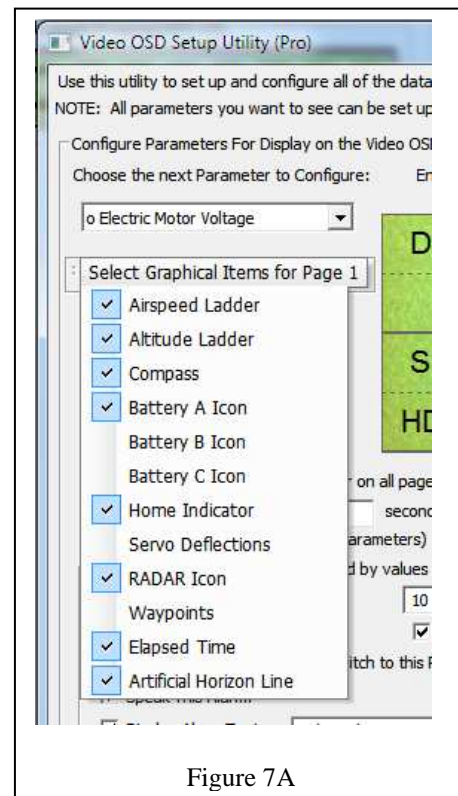 Video OSD Setup Utility (Pro)
Use this utility to set up and configure all of the data
NOTE: All parameters you want to see can be set up
Configure Parameters For Display on the Video OSI
Choose the next Parameter to Configure: En
o Electric Motor Voltage
D
Select Graphical Items for Page 1
Airspeed Ladder
Altitude Ladder
Compass
S
Battery A Icon
HD
Battery B Icon
Battery C Icon
on all page
Home Indicator
second
Servo Deflections
arameters)
RADAR Icon
d by values
Waypoints
10
Elapsed Time
itch to this
Artificial Horizon Line
Figure 7A